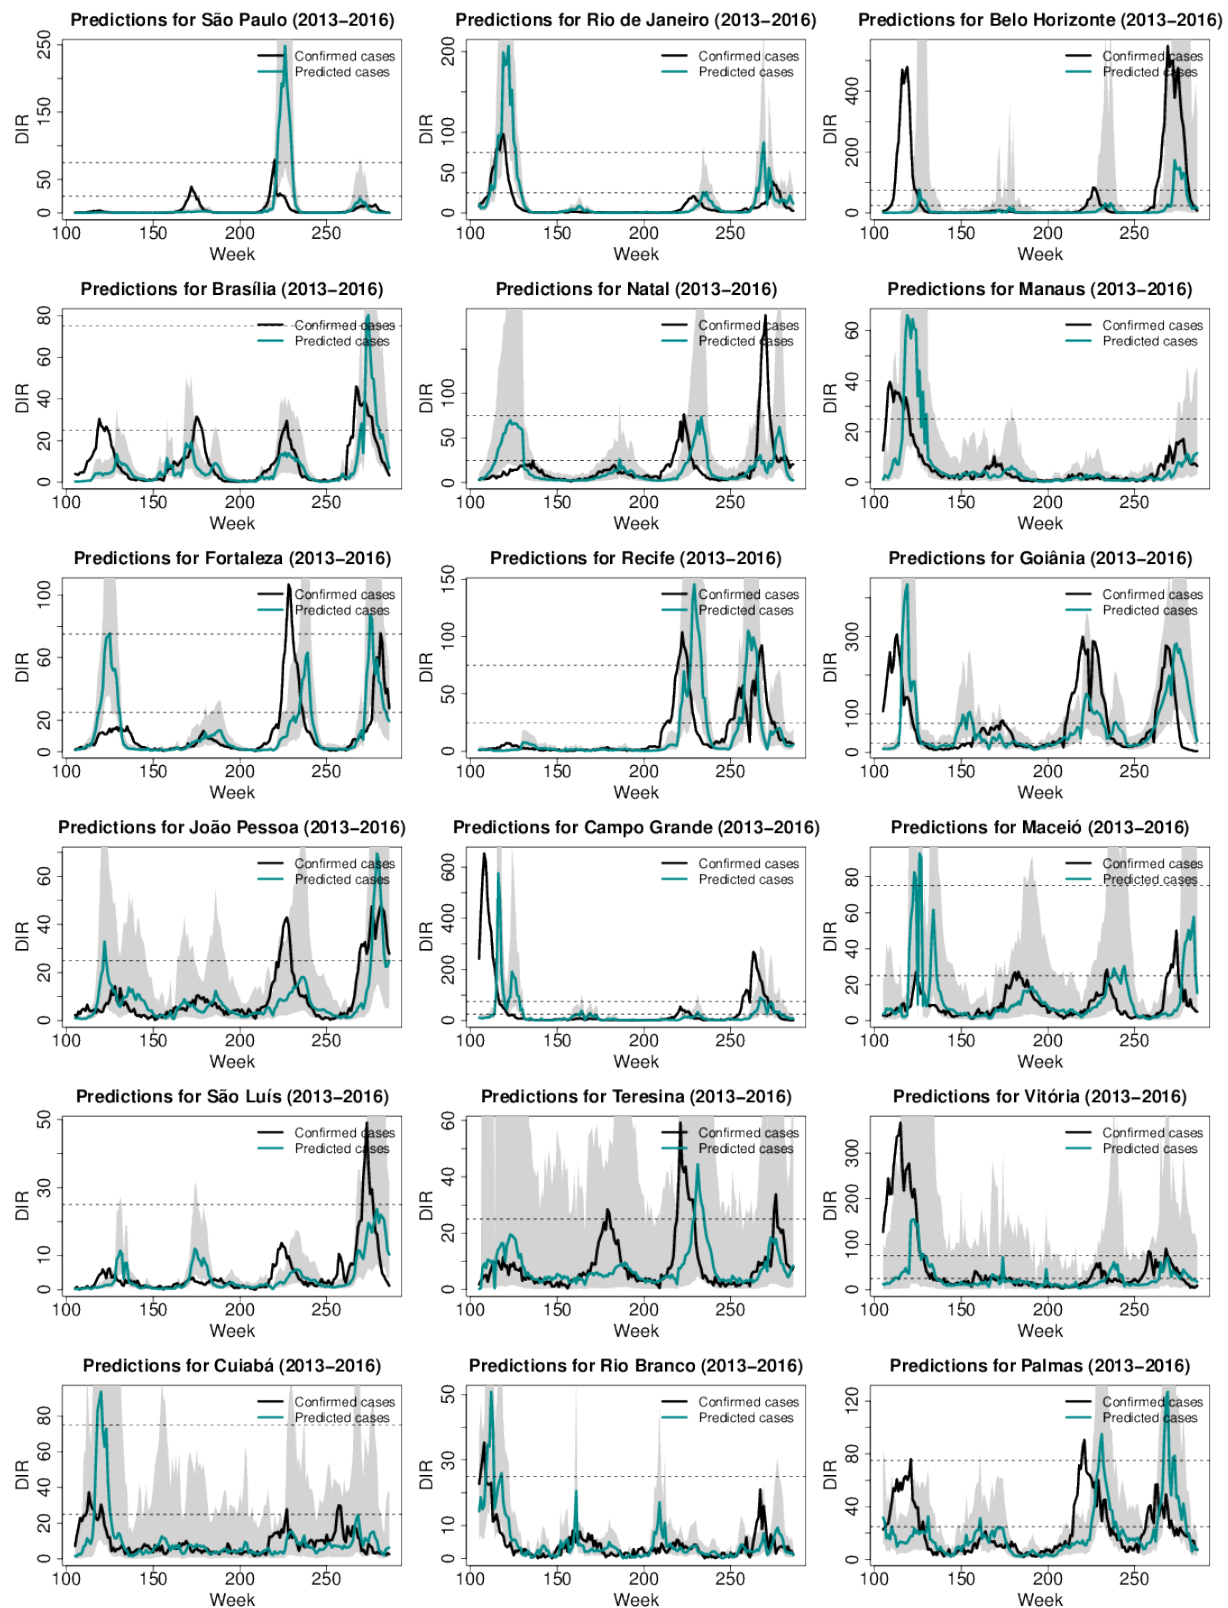 Predictions for São Paulo (2013−2016)
Confirmed cases
Predicted cases
DIR
0
50
150
250
100
150
200
250
Week
Predictions for Rio de Janeiro (2013−2016)
Confirmed cases
Predicted cases
DIR
0
50
100
200
100
150
200
250
Week
Predictions for Belo Horizonte (2013−2016)
Confirmed cases
Predicted cases
DIR
0
200
400
100
150
200
250
Week
Predictions for Brasília (2013−2016)
Confirmed cases
Predicted cases
DIR
0
20
40
60
80
100
150
200
250
Week
Predictions for Natal (2013−2016)
Confirmed cases
Predicted cases
DIR
0
50
100
100
150
200
250
Week
Predictions for Manaus (2013−2016)
Confirmed cases
Predicted cases
DIR
0
20
40
60
100
150
200
250
Week
Predictions for Fortaleza (2013−2016)
Confirmed cases
Predicted cases
DIR
0
20
60
100
100
150
200
250
Week
Predictions for Recife (2013−2016)
Confirmed cases
Predicted cases
DIR
0
50
100
150
100
150
200
250
Week
Predictions for Goiânia (2013−2016)
Confirmed cases
Predicted cases
DIR
0
100
300
100
150
200
250
Week
Predictions for João Pessoa (2013−2016)
Confirmed cases
Predicted cases
DIR
0
20
40
60
100
150
200
250
Week
Predictions for Campo Grande (2013−2016)
Confirmed cases
Predicted cases
DIR
0
200
400
600
100
150
200
250
Week
Predictions for Maceió (2013−2016)
Confirmed cases
Predicted cases
DIR
0
20
40
60
80
100
150
200
250
Week
Predictions for São Luís (2013−2016)
Confirmed cases
Predicted cases
DIR
0
10
30
50
100
150
200
250
Week
Predictions for Teresina (2013−2016)
Confirmed cases
Predicted cases
DIR
0
20
40
60
100
150
200
250
Week
Predictions for Vitória (2013−2016)
Confirmed cases
Predicted cases
DIR
0
100
200
300
100
150
200
250
Week
Predictions for Cuiabá (2013−2016)
Confirmed cases
Predicted cases
DIR
0
20
40
60
80
100
150
200
250
Week
Predictions for Rio Branco (2013−2016)
Confirmed cases
Predicted cases
DIR
0
10
30
50
100
150
200
250
Week
Predictions for Palmas (2013−2016)
Confirmed cases
Predicted cases
DIR
0
40
80
120
100
150
200
250
Week